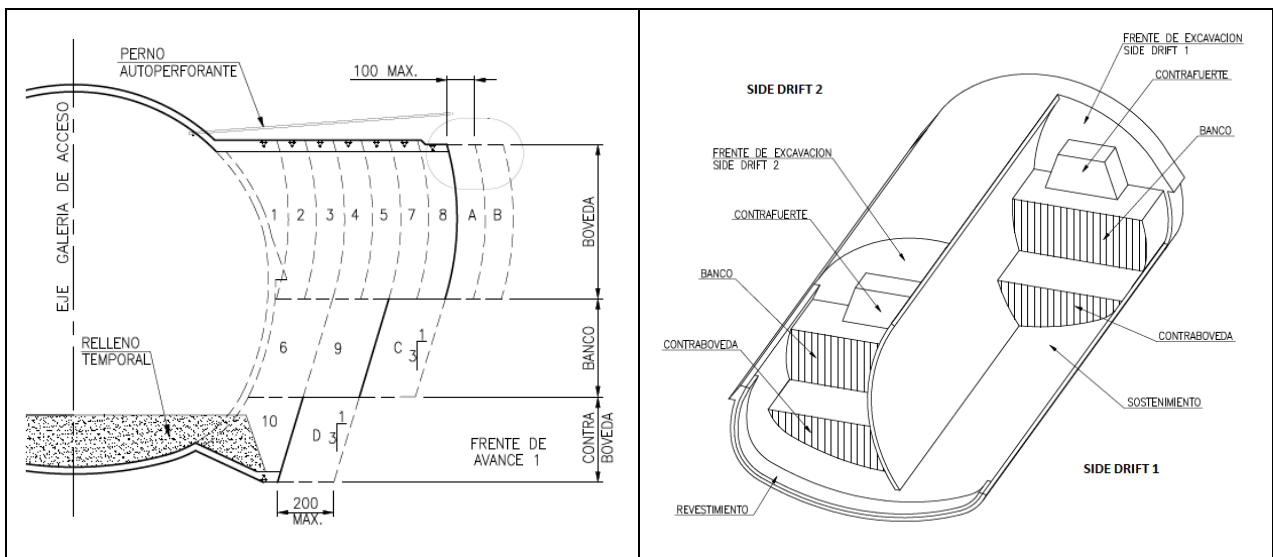 PERNO
AUTOPERFORANTE
100 MAX.
EJE GALERIA DE ACCESO
1 2 3 4 5 7 8 A B
BOVEDA
RELLENO
TEMPORAL
6 9 C 1
3
BANCO
10 D 1
3
FRENTE DE
AVANCE 1
CONTRA
BOVEDA
200
MAX.
FRENTE DE EXCAVACION
SIDE DRIFT 1
CONTRAFUERTE
SIDE DRIFT 2
BANCO
FRENTE DE EXCAVACION
SIDE DRIFT 2
CONTRAFUERTE
BANCO
CONTRABOVEDA
CONTRABOVEDA
SOSTENIMIENTO
SIDE DRIFT 1
REVESTIMIENTO